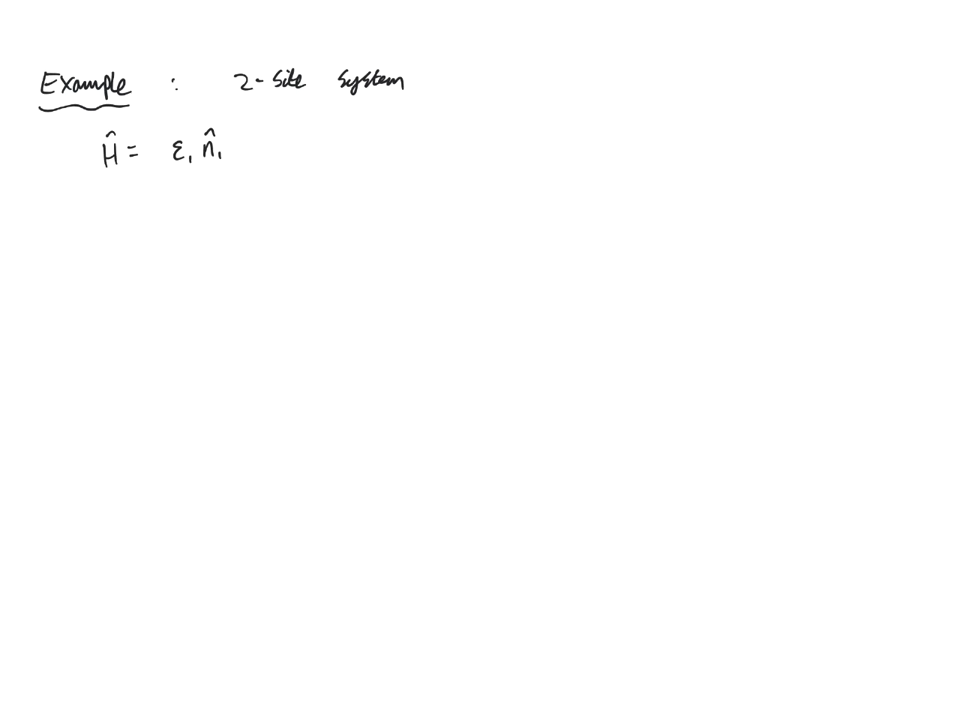 Example : 2-Site system
Ĥ = ε₁ n̂₁